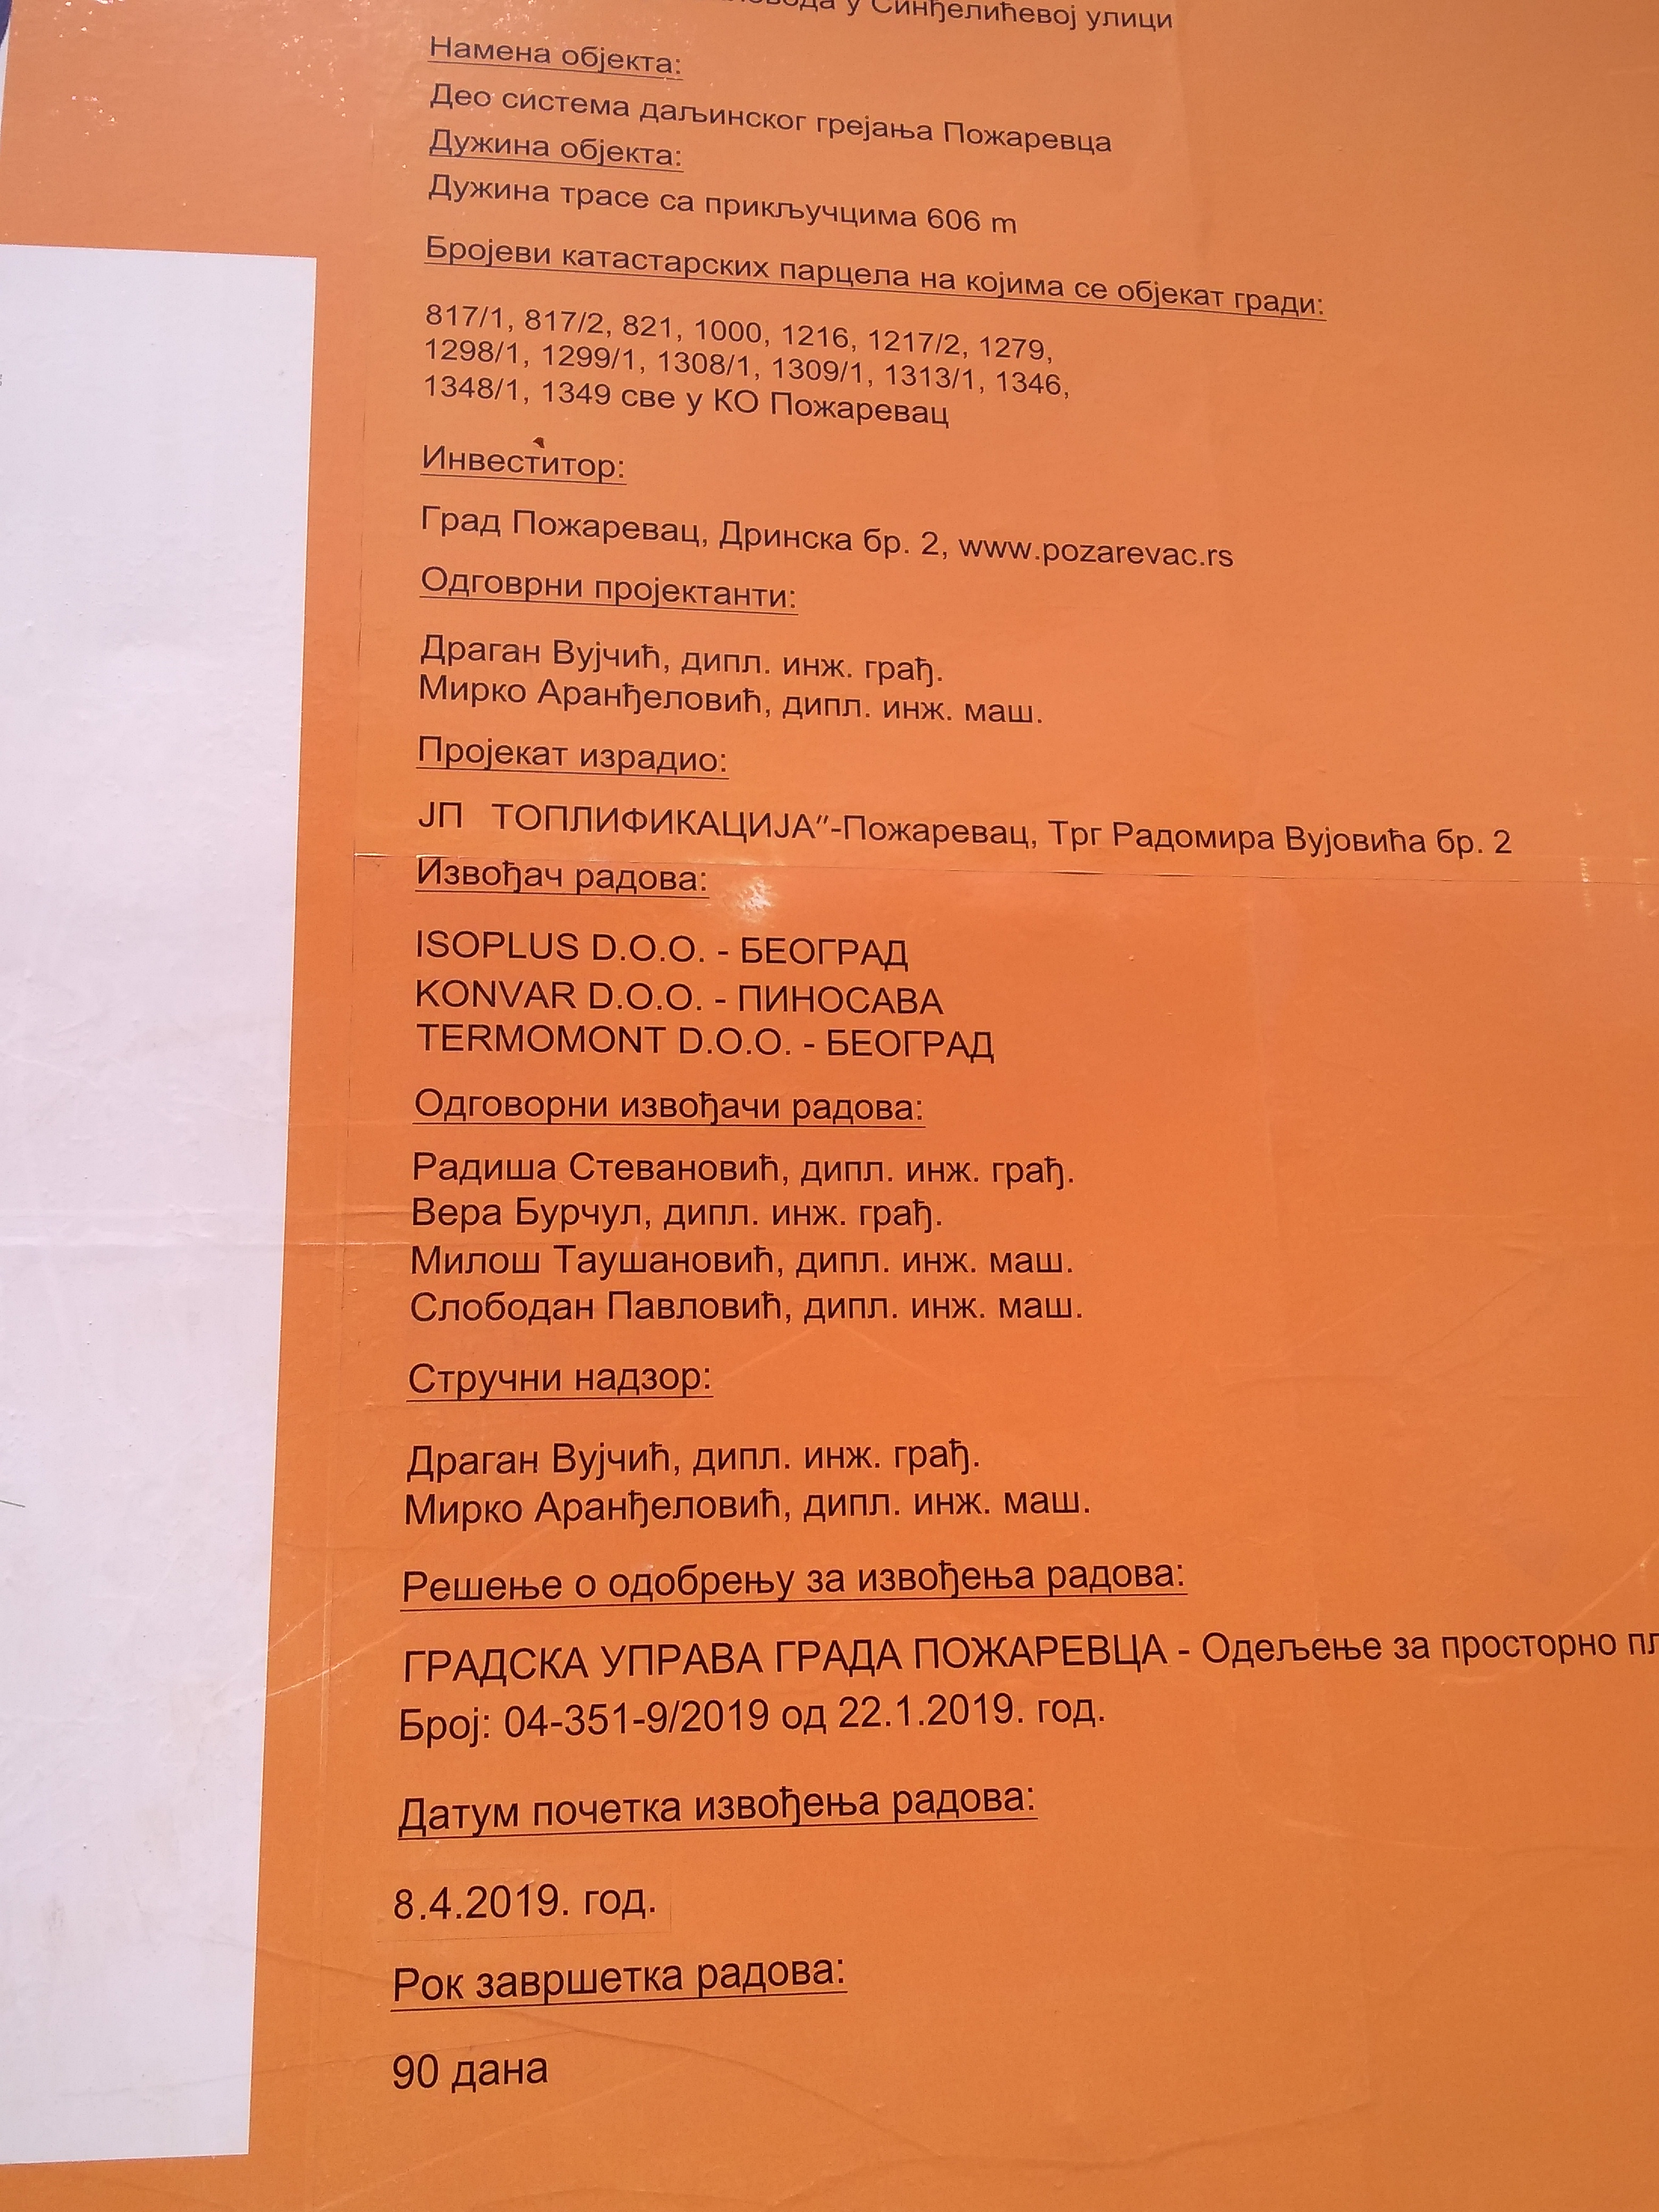 у Синђелићевој улици
Намена објекта:
Део система даљинског грејања Пожаревца
Дужина објекта:
Дужина трасе са прикључцима 606 m
Бројеви катастарских парцела на којима се објекат гради:
817/1, 817/2, 821, 1000, 1216, 1217/2, 1279,
1298/1, 1299/1, 1308/1, 1309/1, 1313/1, 1346,
1348/1, 1349 све у КО Пожаревац
Инвеститор:
Град Пожаревац, Дринска бр. 2, www.pozarevac.rs
Одговрни пројектанти:
Драган Вујчић, дипл. инж. грађ.
Мирко Аранђеловић, дипл. инж. маш.
Пројекат израдио:
ЈП ТОПЛИФИКАЦИЈА”-Пожаревац, Трг Радомира Вујовића бр. 2
Извођач радова:
ISOPLUS D.O.O. - БЕОГРАД
KONVAR D.O.O. - ПИНОСАВА
TERMOMONT D.O.O. - БЕОГРАД
Одговорни извођачи радова:
Радиша Стевановић, дипл. инж. грађ.
Вера Бурчул, дипл. инж. грађ.
Милош Таушановић, дипл. инж. маш.
Слободан Павловић, дипл. инж. маш.
Стручни надзор:
Драган Вујчић, дипл. инж. грађ.
Мирко Аранђеловић, дипл. инж. маш.
Решење о одобрењу за извођења радова:
ГРАДСКА УПРАВА ГРАДА ПОЖАРЕВЦА - Одељење за просторно пл
Број: 04-351-9/2019 од 22.1.2019. год.
Датум почетка извођења радова:
8.4.2019. год.
Рок завршетка радова:
90 дана